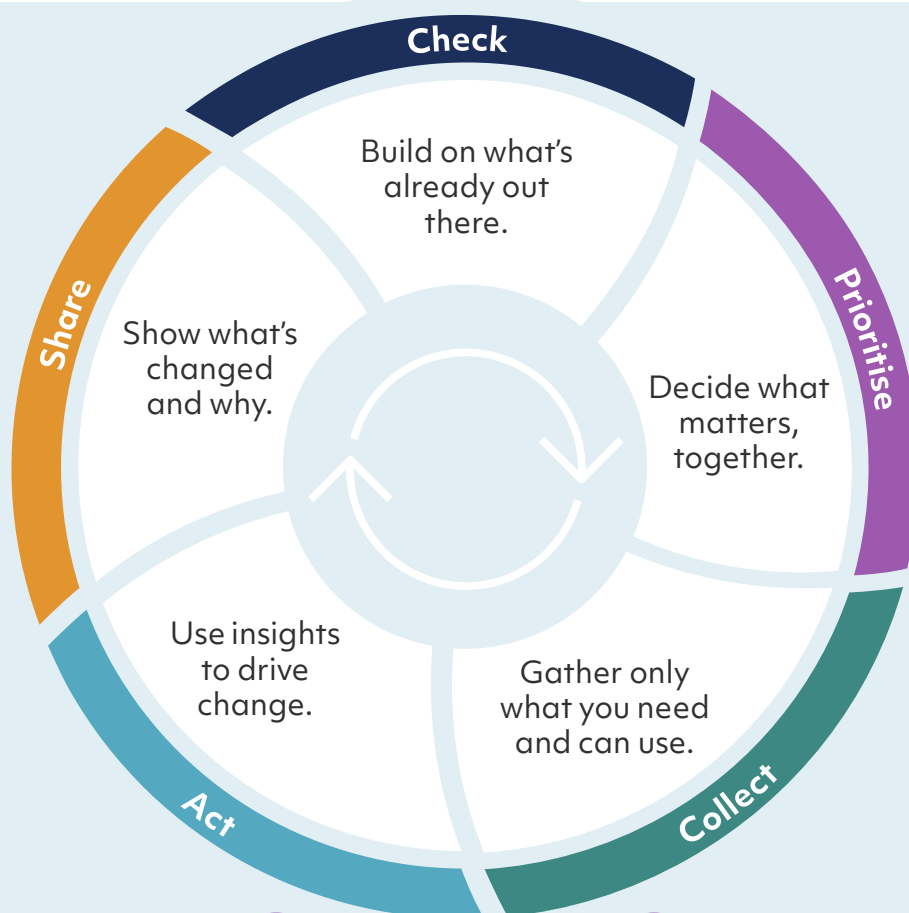 Check
Build on what's
already out
there.
Prioritise
Decide what
matters,
together.
Collect
Gather only
what you need
and can use.
Act
Use insights
to drive
change.
Share
Show what's
changed
and why.